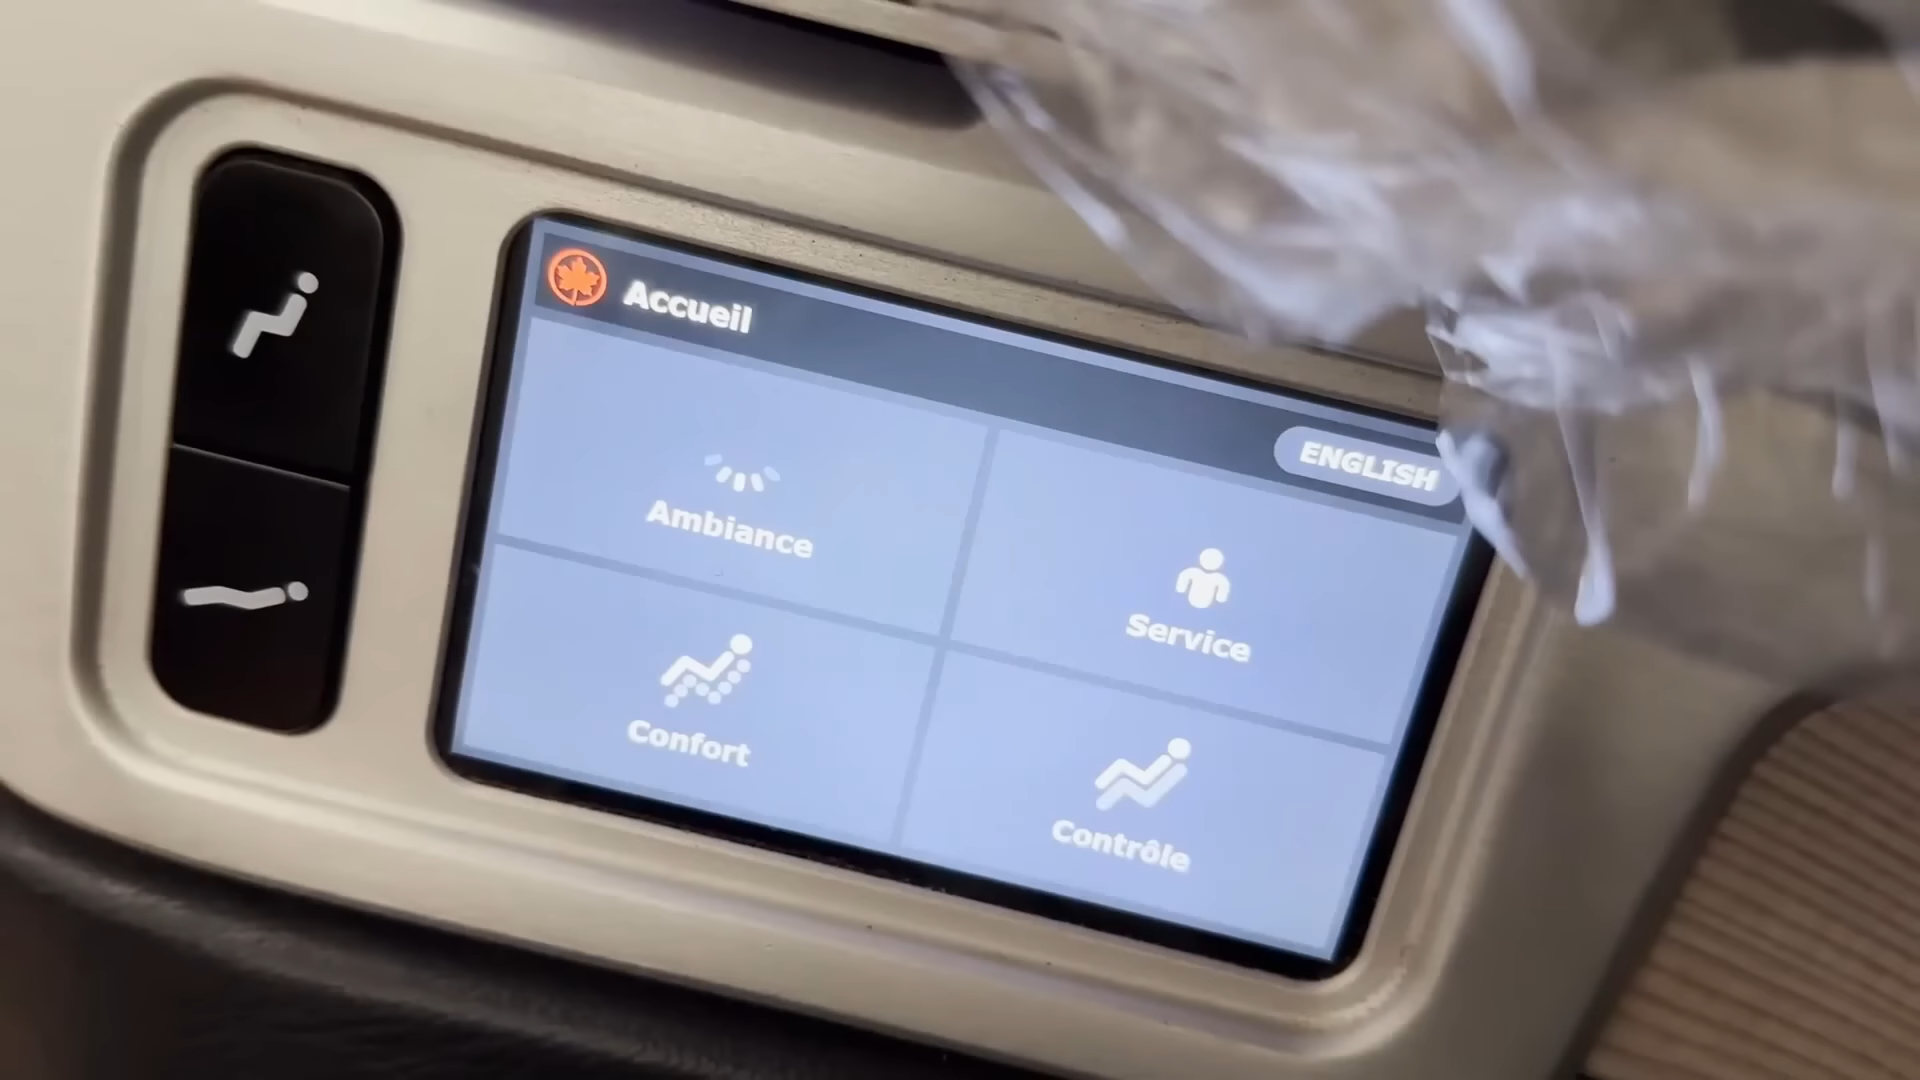 Accueil
ENGLISH
Ambiance
Service
Confort
Contrôle